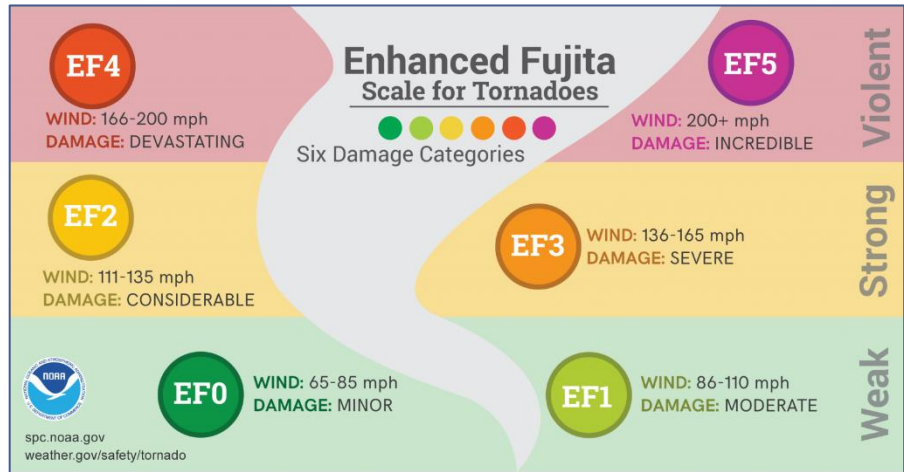 Enhanced Fujita
Scale for Tornadoes
Six Damage Categories
EF4
WIND: 166-200 mph
DAMAGE: DEVASTATING
EF5
WIND: 200+ mph
DAMAGE: INCREDIBLE
Violent
EF2
WIND: 111-135 mph
DAMAGE: CONSIDERABLE
EF3
WIND: 136-165 mph
DAMAGE: SEVERE
Strong
EF0
WIND: 65-85 mph
DAMAGE: MINOR
EF1
WIND: 86-110 mph
DAMAGE: MODERATE
Weak
NOAA
spc.noaa.gov
weather.gov/safety/tornado